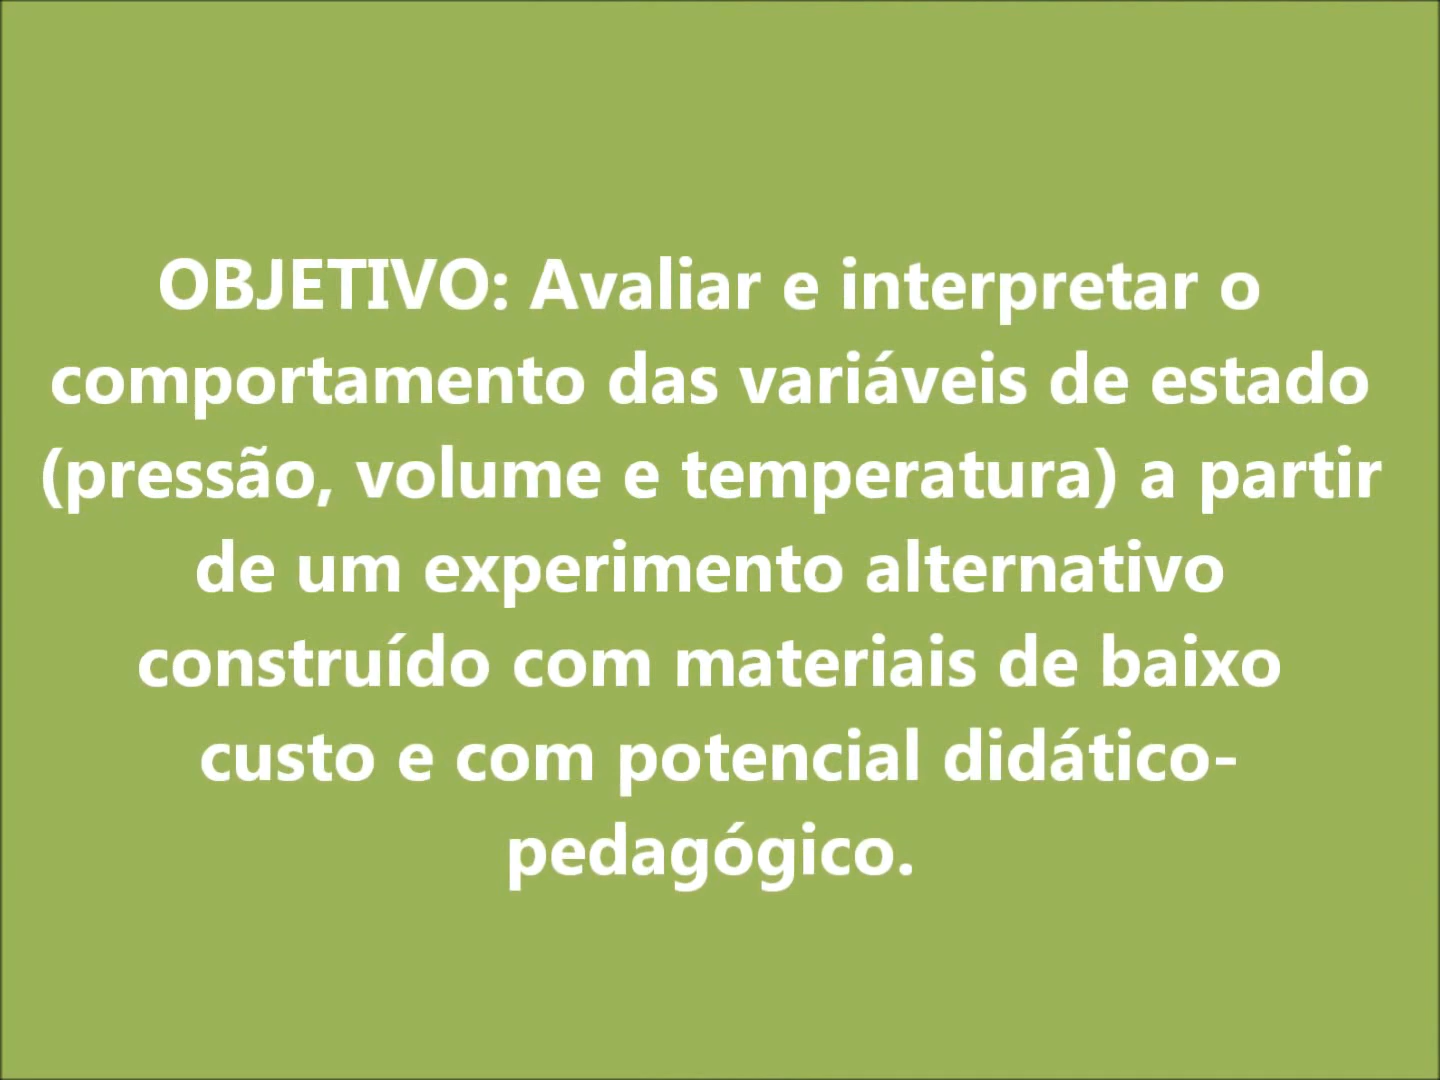 OBJETIVO: Avaliar e interpretar o
comportamento das variáveis de estado
(pressão, volume e temperatura) a partir
de um experimento alternativo
construído com materiais de baixo
custo e com potencial didático-
pedagógico.